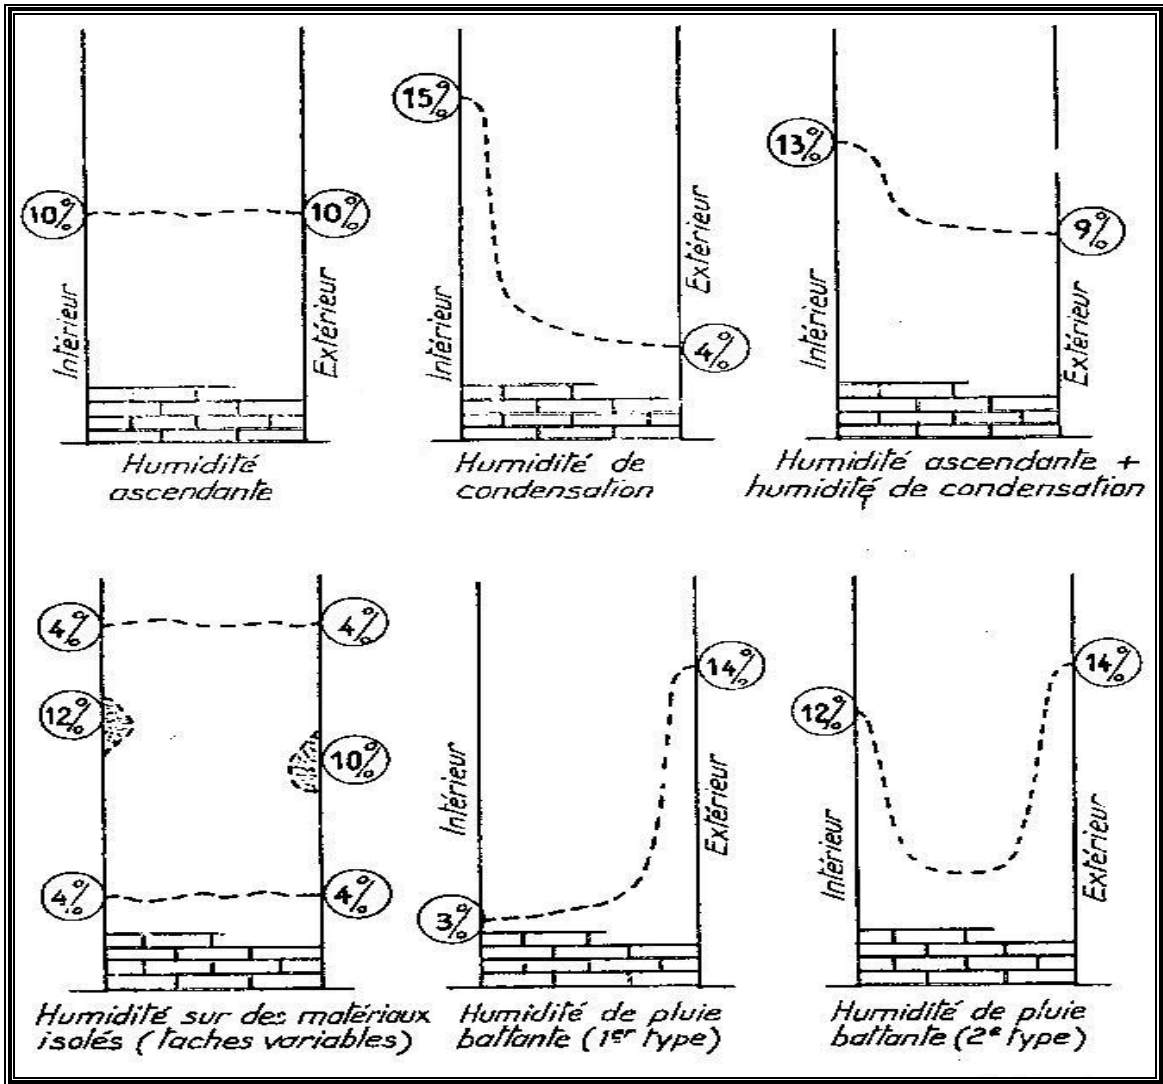 10%
10%
Intérieur
Extérieur
Humidité
ascendante
15%
4%
Intérieur
Extérieur
Humidité de
condensation
13%
9%
Intérieur
Extérieur
Humidité ascendante +
humidité de condensation
4%
4%
12%
10%
4%
4%
Humidité sur des matériaux
isolés (taches variables)
14%
3%
Intérieur
Extérieur
Humidité de pluie
battante (1er type)
12%
14%
Intérieur
Extérieur
Humidité de pluie
battante (2e type)